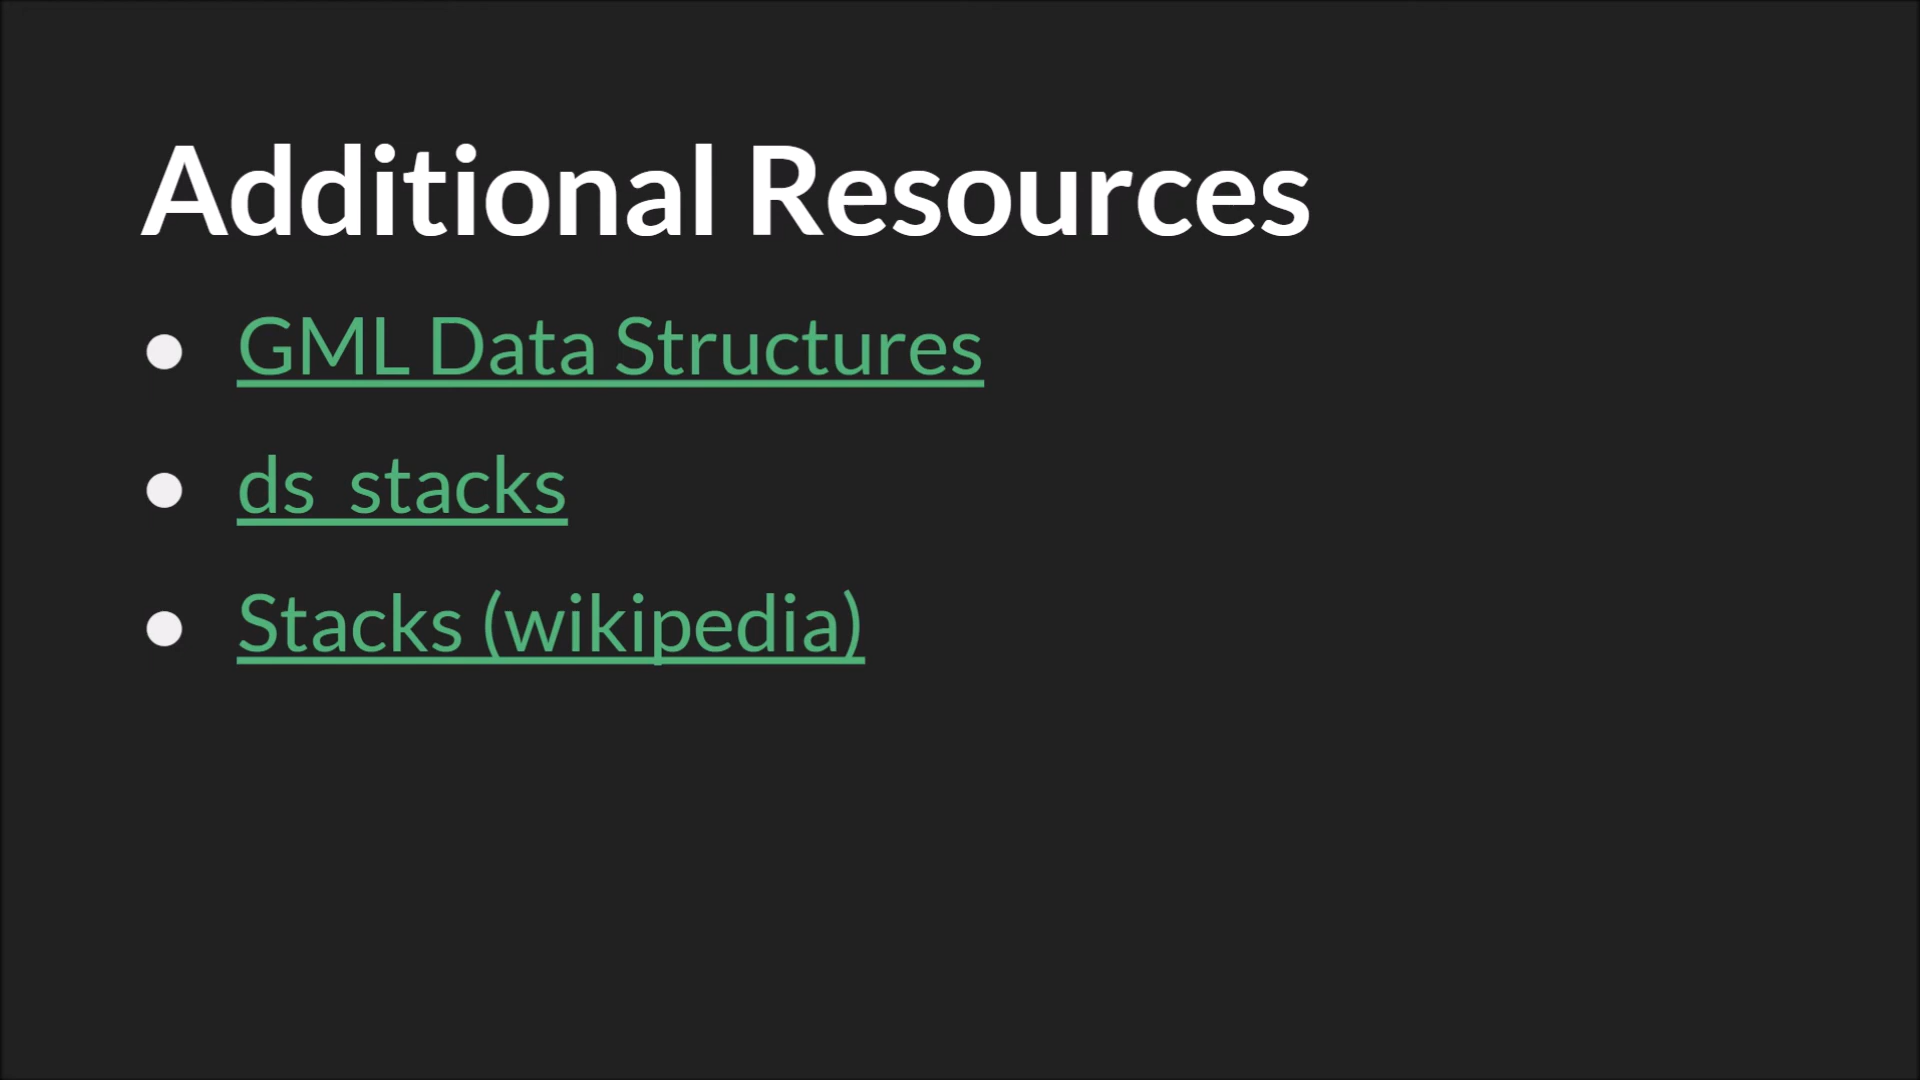 Additional Resources
● GML Data Structures
● ds_stacks
● Stacks (wikipedia)